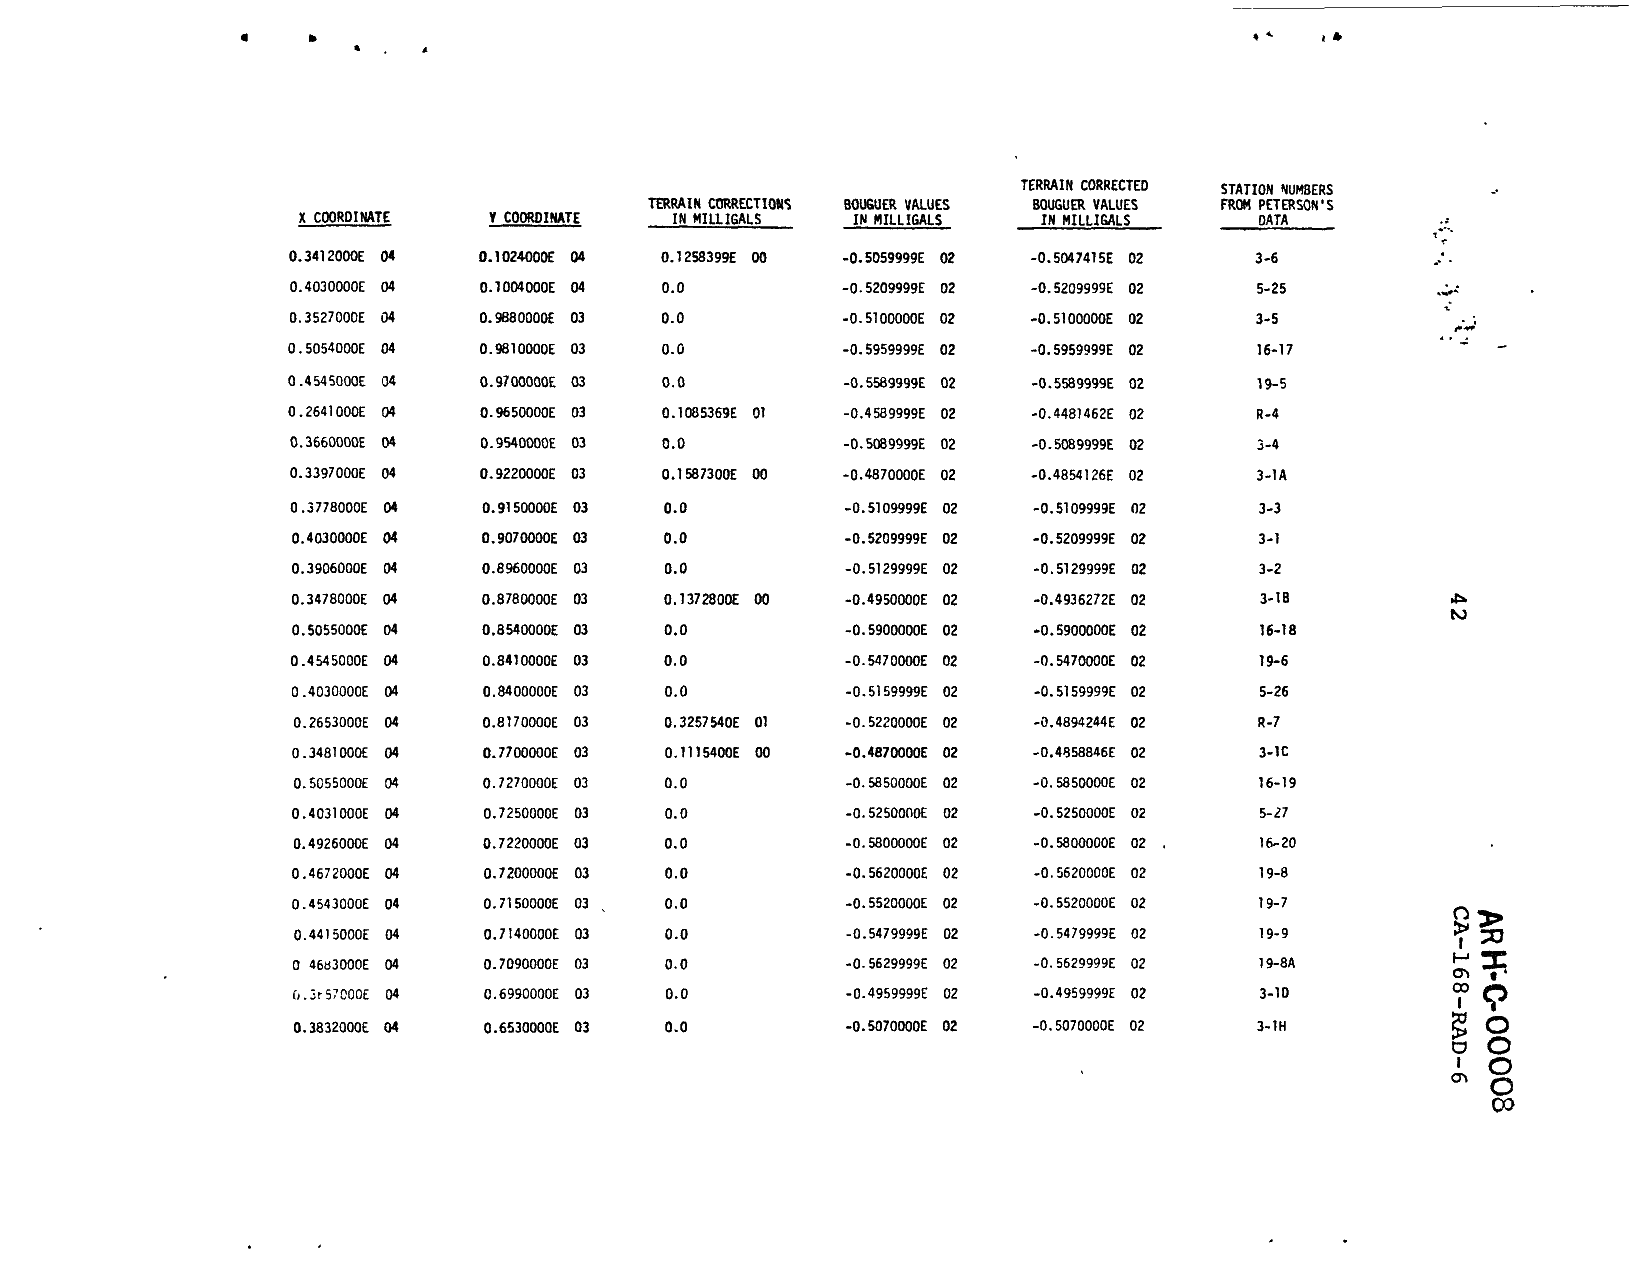 TERRAIN CORRECTED
STATION NUMBERS
TERRAIN CORRECTIONS BOUGUER VALUES BOUGUER VALUES FROM PETERSON'S
X COORDINATE Y COORDINATE IN MILLIGALS IN MILLIGALS IN MILLIGALS DATA
0.3412000E 04 0.1024000E 04 0.1258399E 00 -0.5059999E 02 -0.5047415E 02 3-6
0.4030000E 04 0.1004000E 04 0.0 -0.5209999E 02 -0.5209999E 02 5-25
0.3527000E 04 0.9880000E 03 0.0 -0.5100000E 02 -0.5100000E 02 3-5
0.5054000E 04 0.9810000E 03 0.0 -0.5959999E 02 -0.5959999E 02 16-17
0.4545000E 04 0.9700000E 03 0.0 -0.5589999E 02 -0.5589999E 02 19-5
0.2641000E 04 0.9650000E 03 0.1085369E 01 -0.4589999E 02 -0.4481462E 02 R-4
0.3660000E 04 0.9540000E 03 0.0 -0.5089999E 02 -0.5089999E 02 3-4
0.3397000E 04 0.9220000E 03 0.1587300E 00 -0.4870000E 02 -0.4854126E 02 3-1A
0.3778000E 04 0.9150000E 03 0.0 -0.5109999E 02 -0.5109999E 02 3-3
0.4030000E 04 0.9070000E 03 0.0 -0.5209999E 02 -0.5209999E 02 3-1
0.3906000E 04 0.8960000E 03 0.0 -0.5129999E 02 -0.5129999E 02 3-2
0.3478000E 04 0.8780000E 03 0.1372800E 00 -0.4950000E 02 -0.4936272E 02 3-1B
0.5055000E 04 0.8540000E 03 0.0 -0.5900000E 02 -0.5900000E 02 16-18
0.4545000E 04 0.8410000E 03 0.0 -0.5470000E 02 -0.5470000E 02 19-6
0.4030000E 04 0.8400000E 03 0.0 -0.5159999E 02 -0.5159999E 02 5-26
0.2653000E 04 0.8170000E 03 0.3257540E 01 -0.5220000E 02 -0.4894244E 02 R-7
0.3481000E 04 0.7700000E 03 0.1115400E 00 -0.4870000E 02 -0.4858846E 02 3-1C
0.5055000E 04 0.7270000E 03 0.0 -0.5850000E 02 -0.5850000E 02 16-19
0.4031000E 04 0.7250000E 03 0.0 -0.5250000E 02 -0.5250000E 02 5-27
0.4926000E 04 0.7220000E 03 0.0 -0.5800000E 02 -0.5800000E 02 16-20
0.4672000E 04 0.7200000E 03 0.0 -0.5620000E 02 -0.5620000E 02 19-8
0.4543000E 04 0.7150000E 03 0.0 -0.5520000E 02 -0.5520000E 02 19-7
0.4415000E 04 0.7140000E 03 0.0 -0.5479999E 02 -0.5479999E 02 19-9
0 4683000E 04 0.7090000E 03 0.0 -0.5629999E 02 -0.5629999E 02 19-8A
04 0.6990000E 03 0.0 -0.4959999E 02 -0.4959999E 02 3-1D
0.3832000E 04 0.6530000E 03 0.0 -0.5070000E 02 -0.5070000E 02 3-1H
42
ARH-C-00008
CA-168-RAD-6